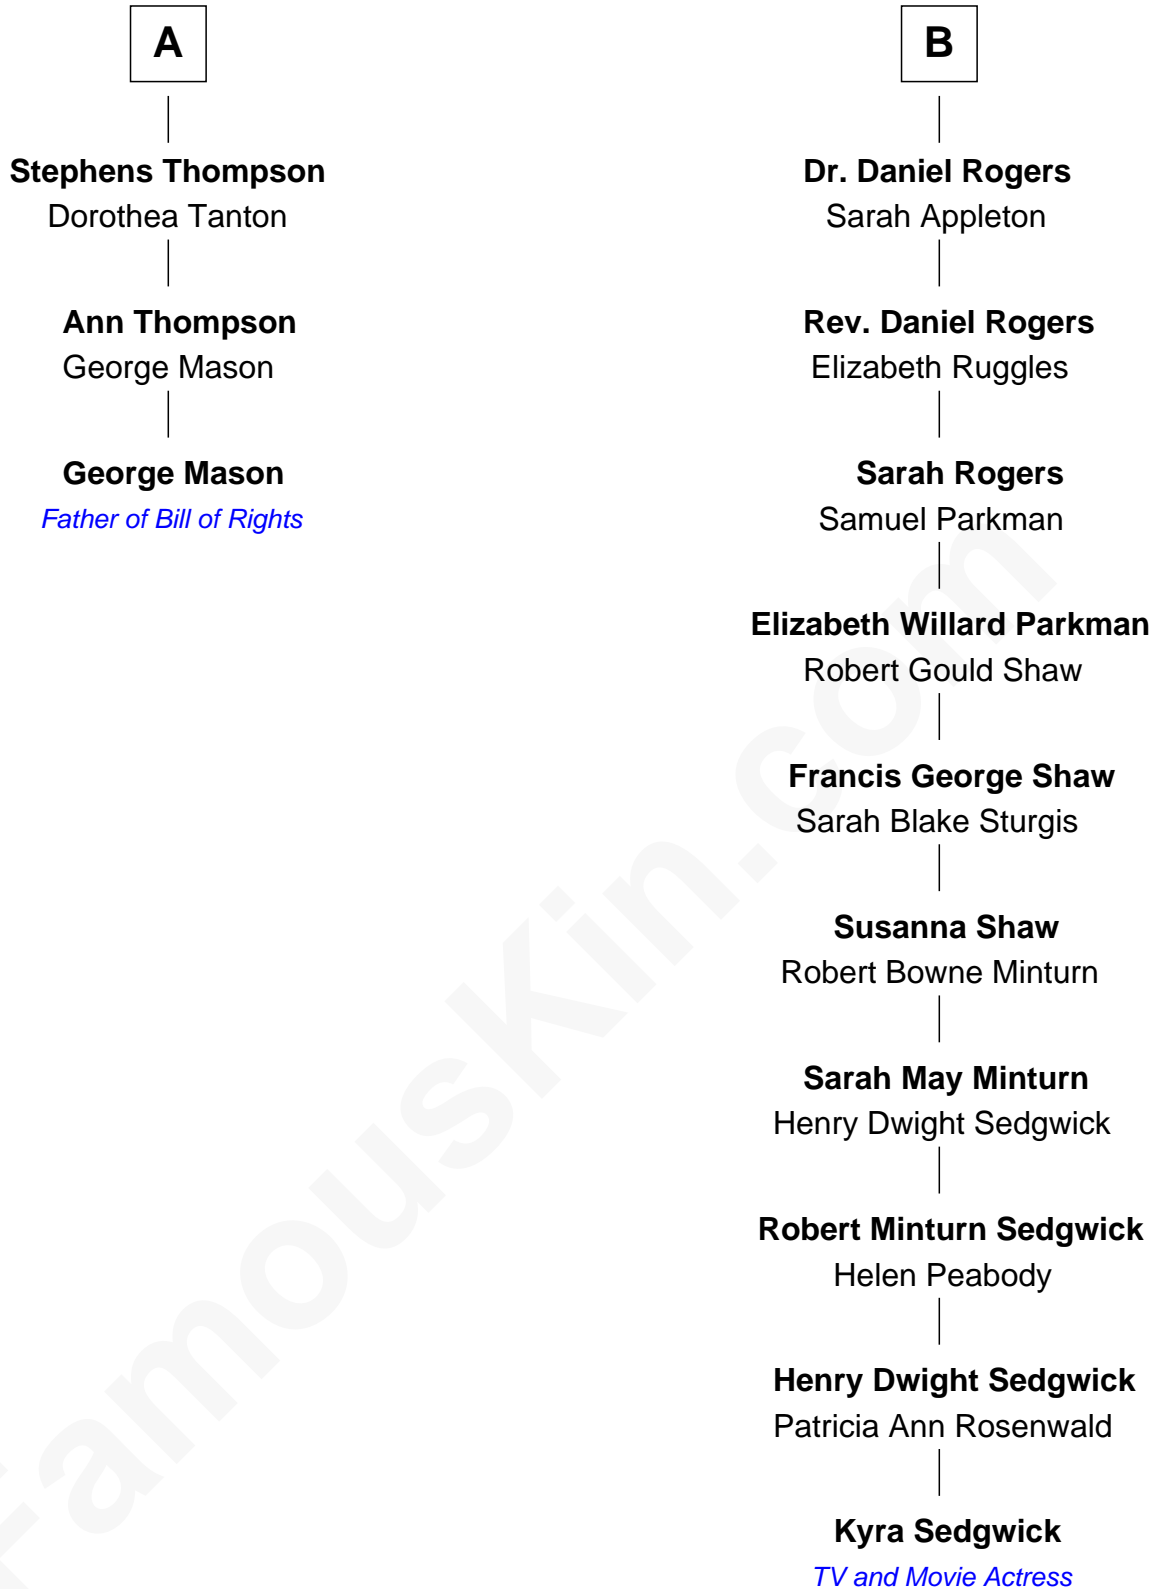 A
Stephens Thompson
Dorothea Tanton
Ann Thompson
George Mason
George Mason
Father of Bill of Rights
B
Dr. Daniel Rogers
Sarah Appleton
Rev. Daniel Rogers
Elizabeth Ruggles
Sarah Rogers
Samuel Parkman
Elizabeth Willard Parkman
Robert Gould Shaw
Francis George Shaw
Sarah Blake Sturgis
Susanna Shaw
Robert Bowne Minturn
Sarah May Minturn
Henry Dwight Sedgwick
Robert Minturn Sedgwick
Helen Peabody
Henry Dwight Sedgwick
Patricia Ann Rosenwald
Kyra Sedgwick
TV and Movie Actress
FamousKin.com